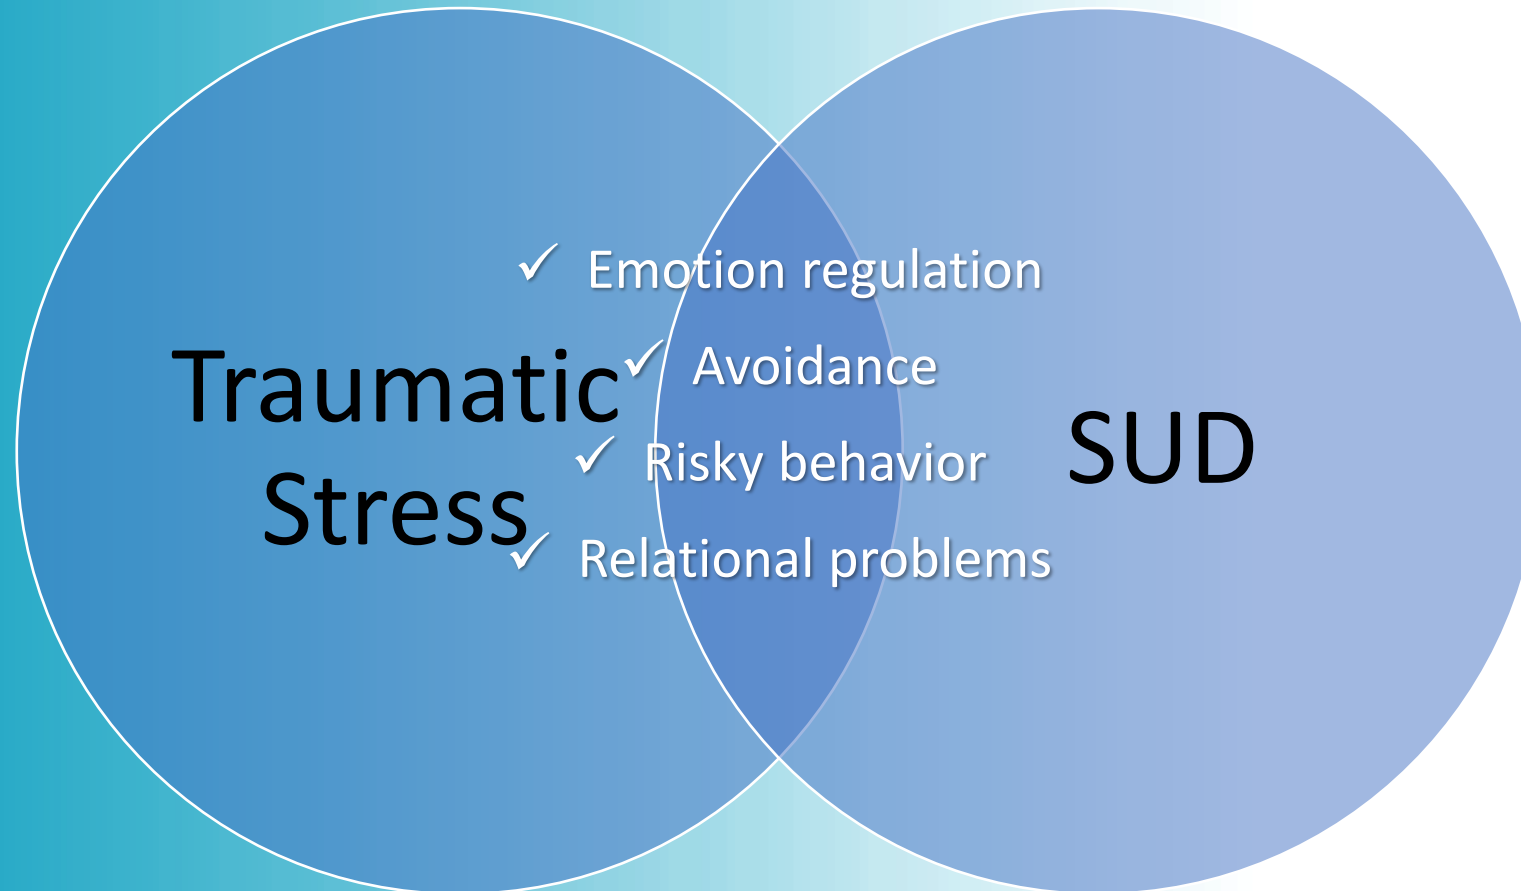 Traumatic
Stress
✓ Emotion regulation
✓ Avoidance
✓ Risky behavior
✓ Relational problems
SUD